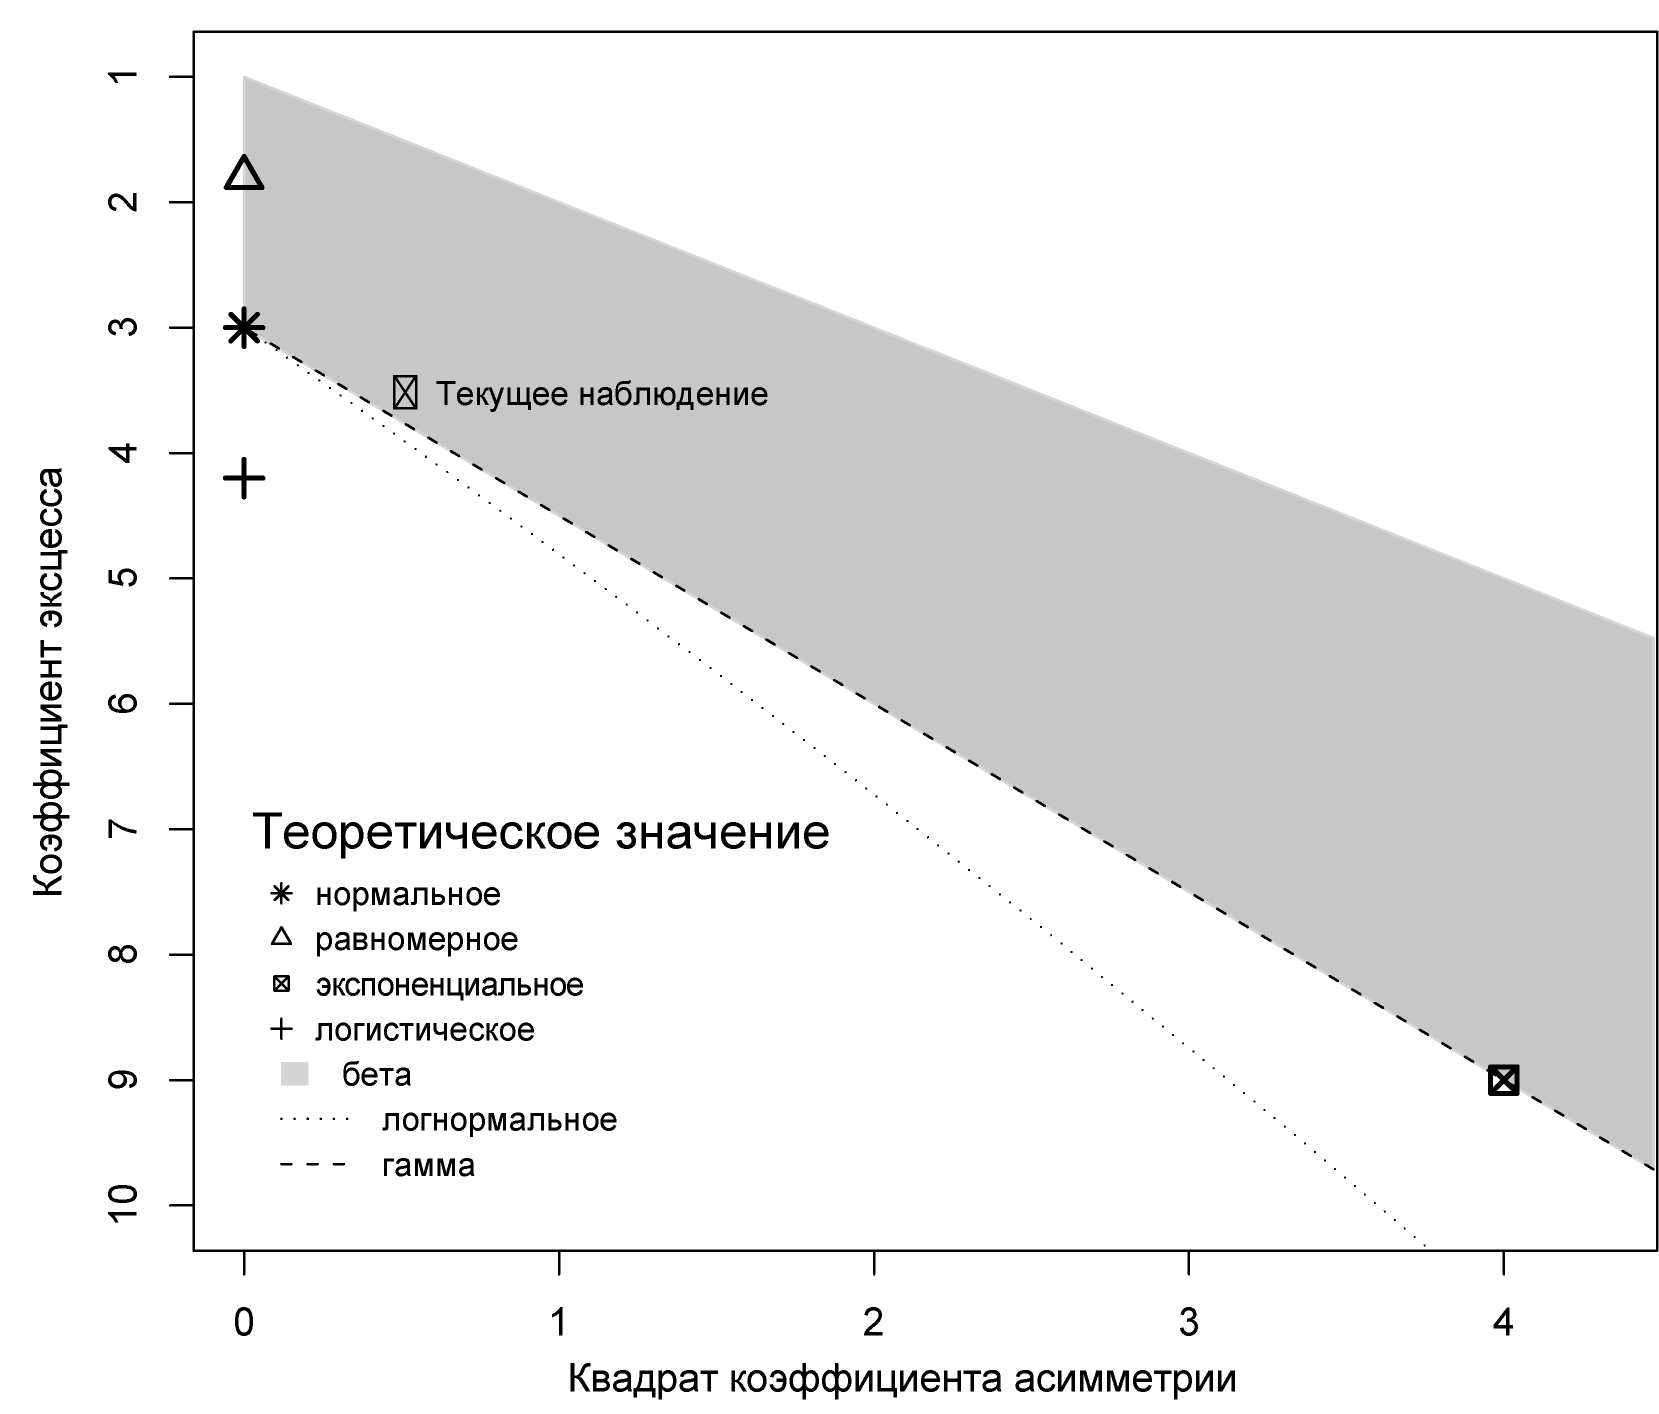 1
2
3
4
5
6
7
8
9
10
Коэффициент эксцесса
Текущее наблюдение
Теоретическое значение
нормальное
равномерное
экспоненциальное
логистическое
бета
логнормальное
гамма
0 1 2 3 4
Квадрат коэффициента асимметрии